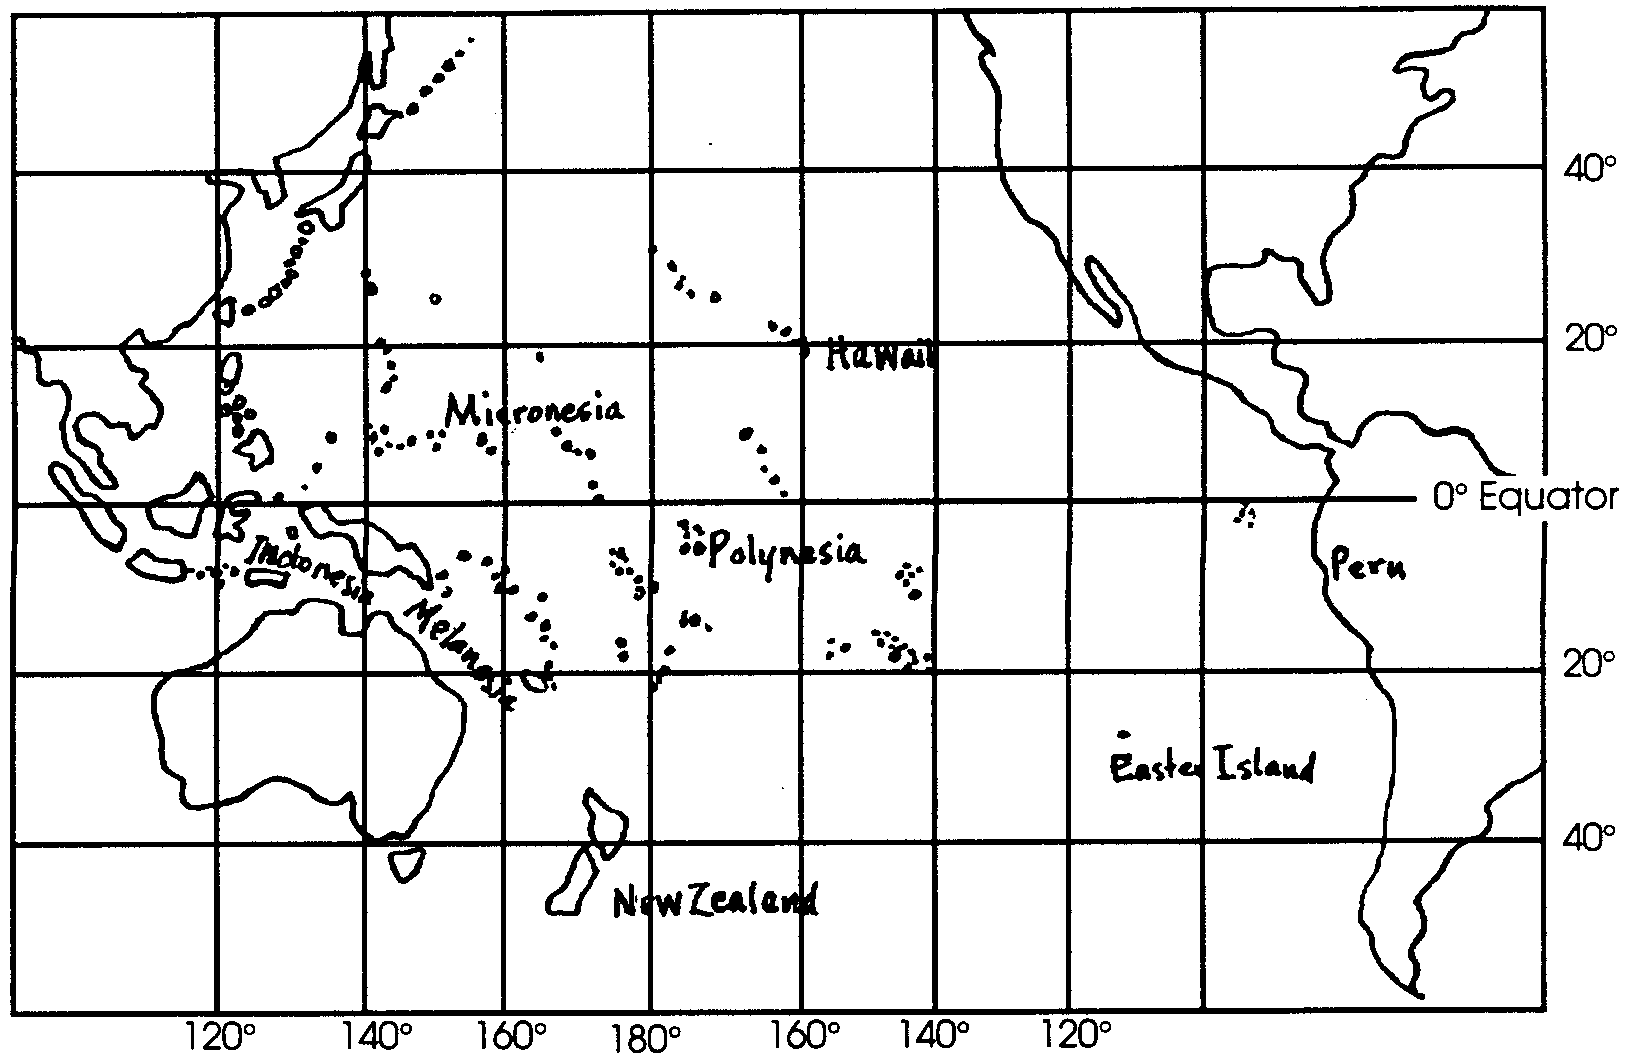 40°
20°
Hawaii
Micronesia
0° Equator
Indonesia
Polynesia
Peru
Melanesia
20°
Easter Island
40°
New Zealand
120° 140° 160° 180° 160° 140° 120°